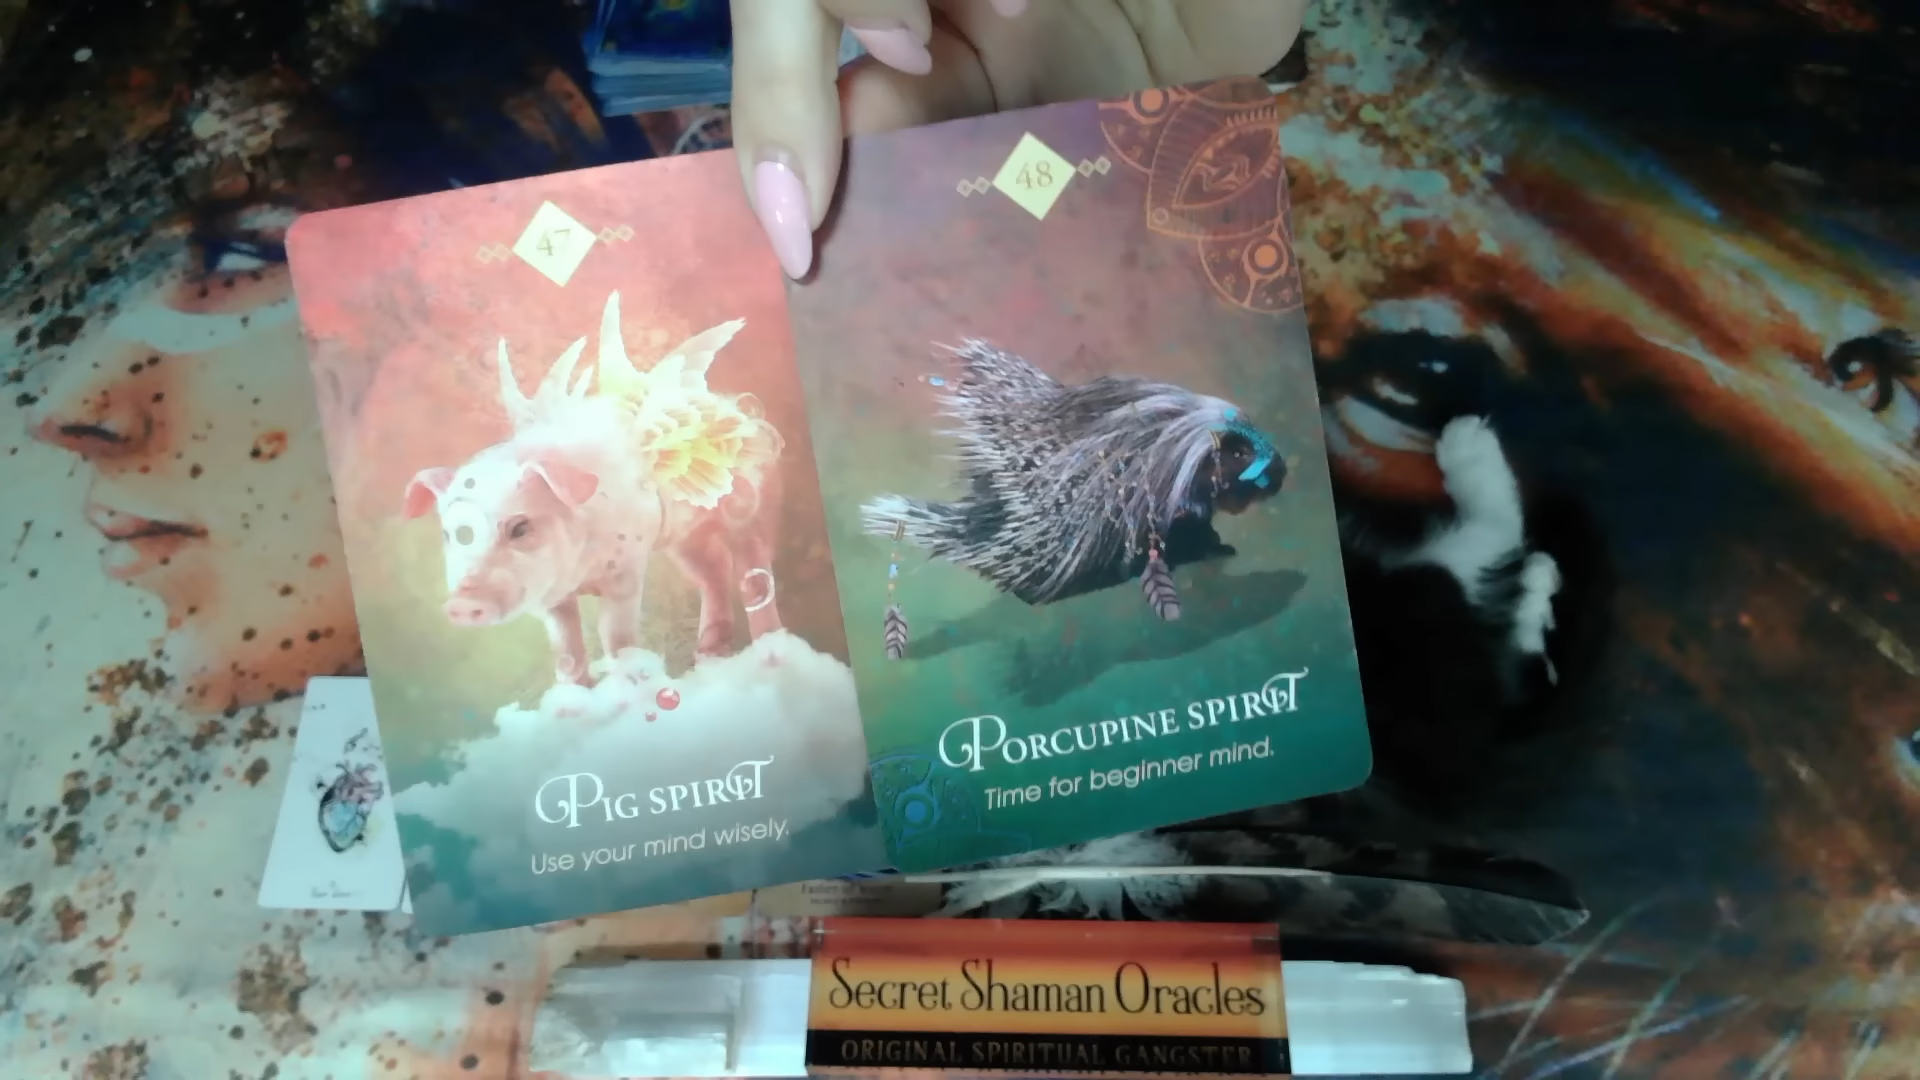 47
48
PIG SPIRIT
Use your mind wisely.
PORCUPINE SPIRIT
Time for beginner mind.
Secret Shaman Oracles
ORIGINAL SPIRITUAL GANGSTER